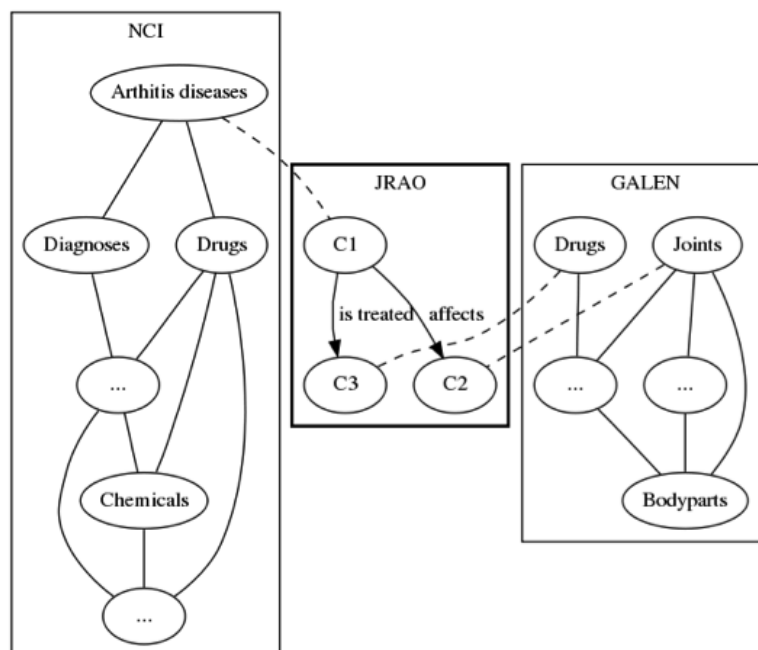 NCI
Arthitis diseases
Diagnoses
Drugs
...
Chemicals
...
JRAO
C1
is treated
affects
C3
C2
GALEN
Drugs
Joints
...
...
Bodyparts